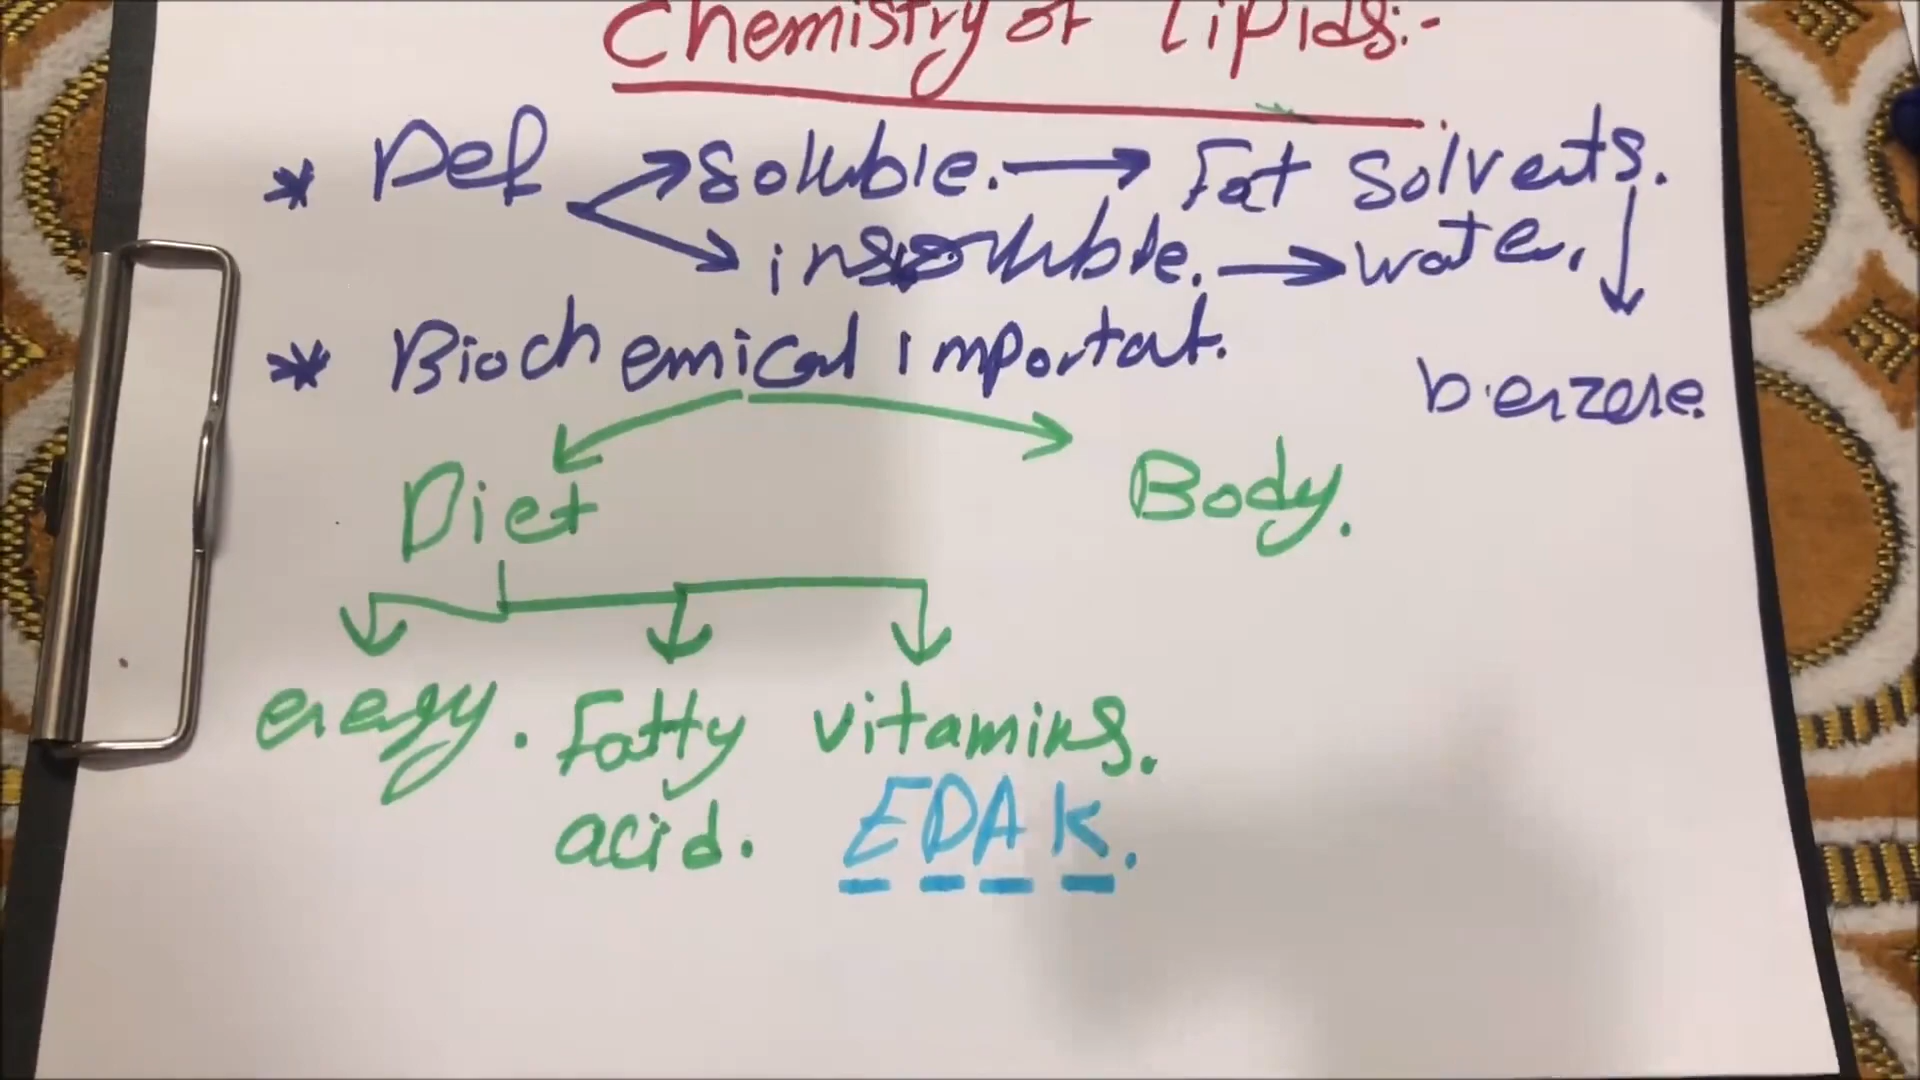 Chemistry of Lipids:-
* Def → Soluble. → Fat Solvents.
→ insoluble. → water.
* Biochemical importat.
benzene.
Diet
Body.
energy. Fatty vitamins.
acid. EDAK.